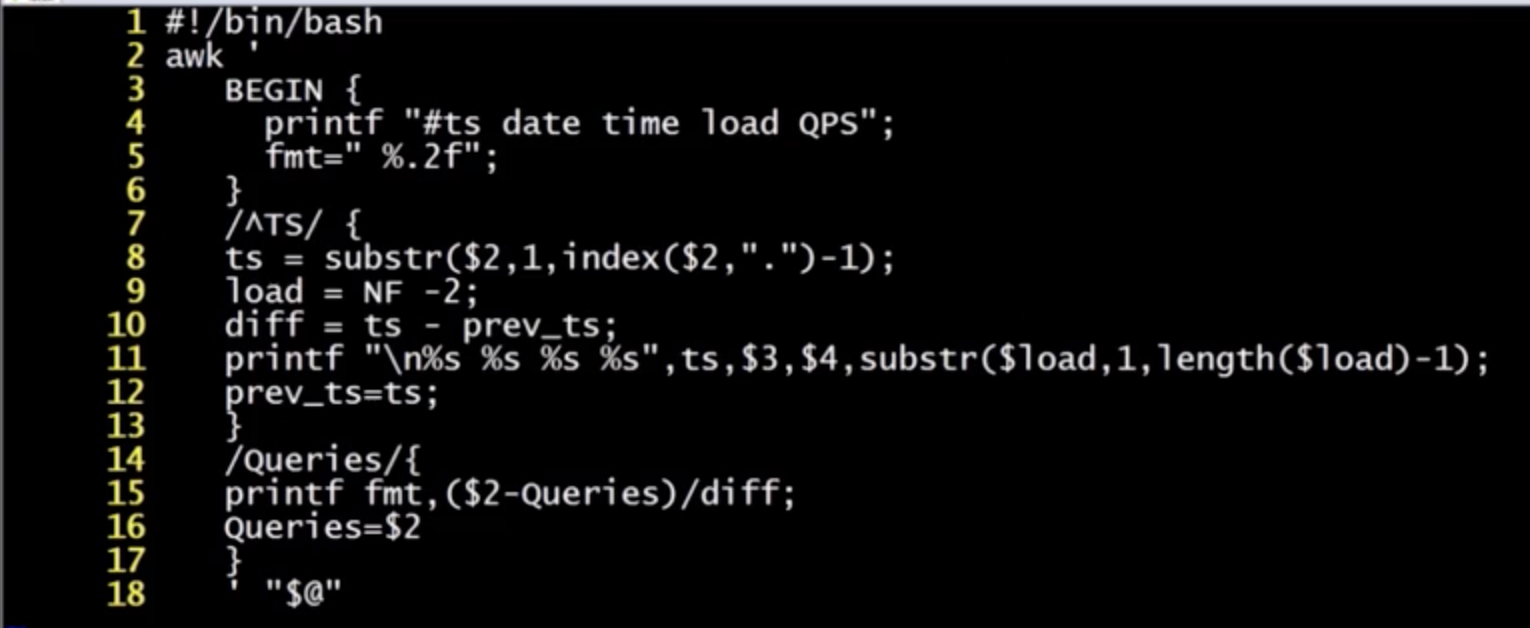 1 #!/bin/bash
2 awk '
3    BEGIN {
4      printf "#ts date time load QPS";
5      fmt=" %.2f";
6    }
7    /^TS/ {
8    ts = substr($2,1,index($2,".")-1);
9    load = NF -2;
10    diff = ts - prev_ts;
11    printf "\n%s %s %s %s",ts,$3,$4,substr($load,1,length($load)-1);
12    prev_ts=ts;
13    }
14    /Queries/{
15    printf fmt,($2-Queries)/diff;
16    Queries=$2
17    }
18    ' "$@"